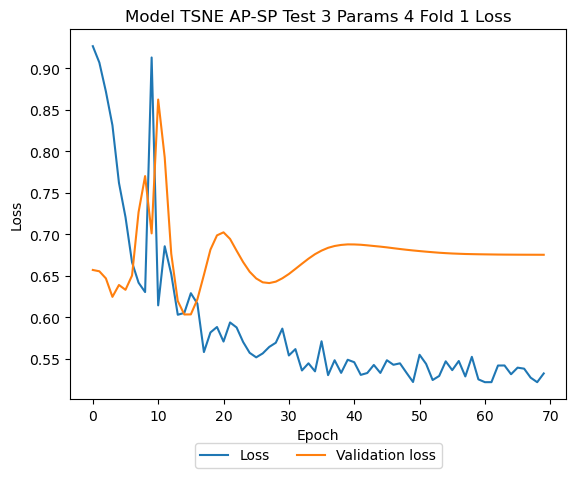 Model TSNE AP-SP Test 3 Params 4 Fold 1 Loss
0.90
0.85
0.80
0.75
0.70
0.65
0.60
0.55
Loss
0 10 20 30 40 50 60 70
Epoch
Loss Validation loss